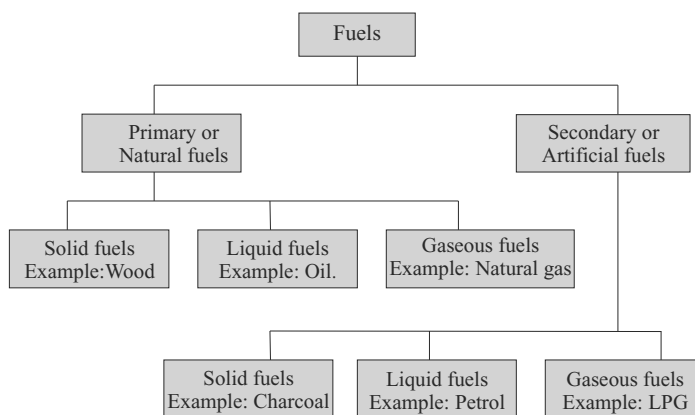 Fuels
Primary or
Natural fuels
Secondary or
Artificial fuels
Solid fuels
Example:Wood
Liquid fuels
Example: Oil.
Gaseous fuels
Example: Natural gas
Solid fuels
Example: Charcoal
Liquid fuels
Example: Petrol
Gaseous fuels
Example: LPG